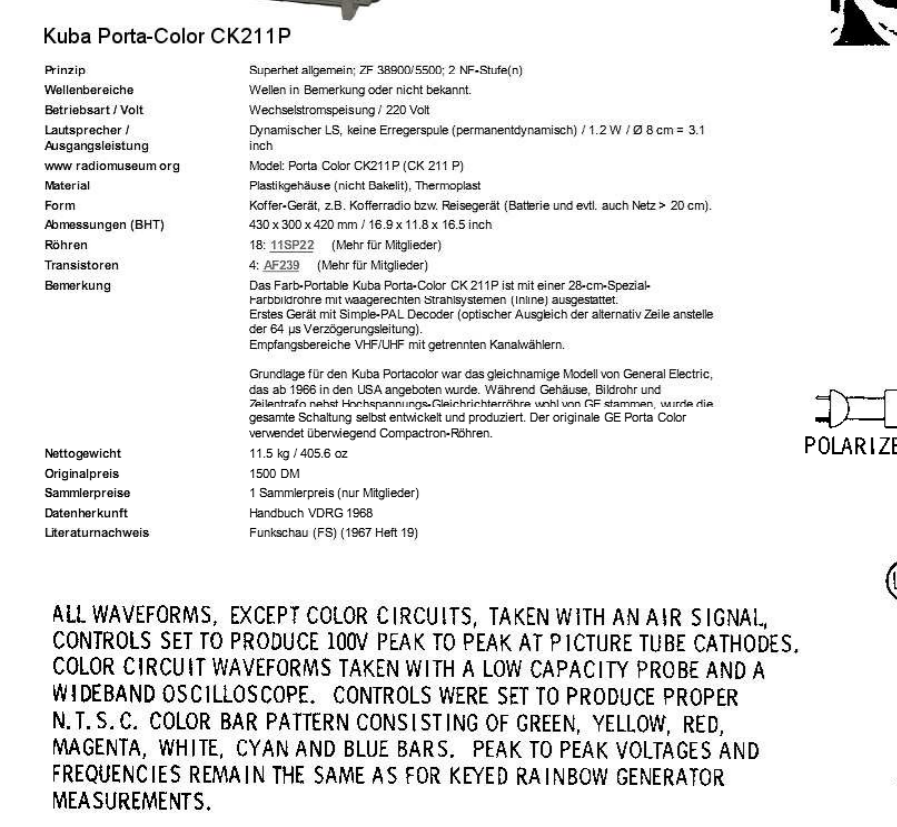 Kuba Porta-Color CK211P
Prinzip Superhet allgemein; ZF 38900/5500; 2 NF-Stufe(n)
Wellenbereiche Wellen in Bemerkung oder nicht bekannt.
Betriebsart / Volt Wechselstromspeisung / 220 Volt
Lautsprecher / Dynamischer LS, keine Erregerspule (permanentdynamisch) / 1.2 W / Ø 8 cm = 3.1
Ausgangsleistung inch
www radiomuseum org Model: Porta Color CK211P (CK 211 P)
Material Plastikgehäuse (nicht Bakelit), Thermoplast
Form Koffer-Gerät, z.B. Kofferradio bzw. Reisegerät (Batterie und evtl. auch Netz > 20 cm).
Abmessungen (BHT) 430 x 300 x 420 mm / 16.9 x 11.8 x 16.5 inch
Röhren 18: 11SP22 (Mehr für Mitglieder)
Transistoren 4: AF239 (Mehr für Mitglieder)
Bemerkung Das Farb-Portable Kuba Porta-Color CK 211P ist mit einer 28-cm-Spezial-
Farbbildröhre mit waagerechten Strahlsystemen (Inline) ausgestattet.
Erstes Gerät mit Simple-PAL Decoder (optischer Ausgleich der alternativ Zeile anstelle
der 64 µs Verzögerungsleitung).
Empfangsbereiche VHF/UHF mit getrennten Kanalwählern.
Grundlage für den Kuba Portacolor war das gleichnamige Modell von General Electric,
das ab 1966 in den USA angeboten wurde. Während Gehäuse, Bildrohr und
Zeilentrafo nebst Hochspannungs-Gleichrichterröhre wohl von GE stammen, wurde die
gesamte Schaltung selbst entwickelt und produziert. Der originale GE Porta Color
verwendet überwiegend Compactron-Röhren.
Nettogewicht 11.5 kg / 405.6 oz
Originalpreis 1500 DM
Sammlerpreise 1 Sammlerpreis (nur Mitglieder)
Datenherkunft Handbuch VDRG 1968
Literaturnachweis Funkschau (FS) (1967 Heft 19)
POLARIZE
ALL WAVEFORMS, EXCEPT COLOR CIRCUITS, TAKEN WITH AN AIR SIGNAL,
CONTROLS SET TO PRODUCE 100V PEAK TO PEAK AT PICTURE TUBE CATHODES.
COLOR CIRCUIT WAVEFORMS TAKEN WITH A LOW CAPACITY PROBE AND A
WIDEBAND OSCILLOSCOPE. CONTROLS WERE SET TO PRODUCE PROPER
N.T.S.C. COLOR BAR PATTERN CONSISTING OF GREEN, YELLOW, RED,
MAGENTA, WHITE, CYAN AND BLUE BARS. PEAK TO PEAK VOLTAGES AND
FREQUENCIES REMAIN THE SAME AS FOR KEYED RAINBOW GENERATOR
MEASUREMENTS.